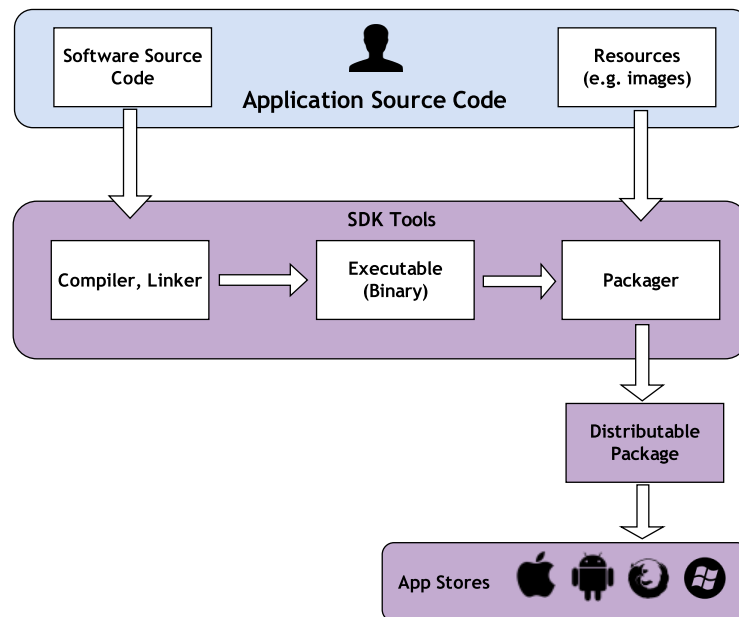 Software Source
Code
Resources
(e.g. images)
Application Source Code
SDK Tools
Compiler, Linker
Executable
(Binary)
Packager
Distributable
Package
App Stores